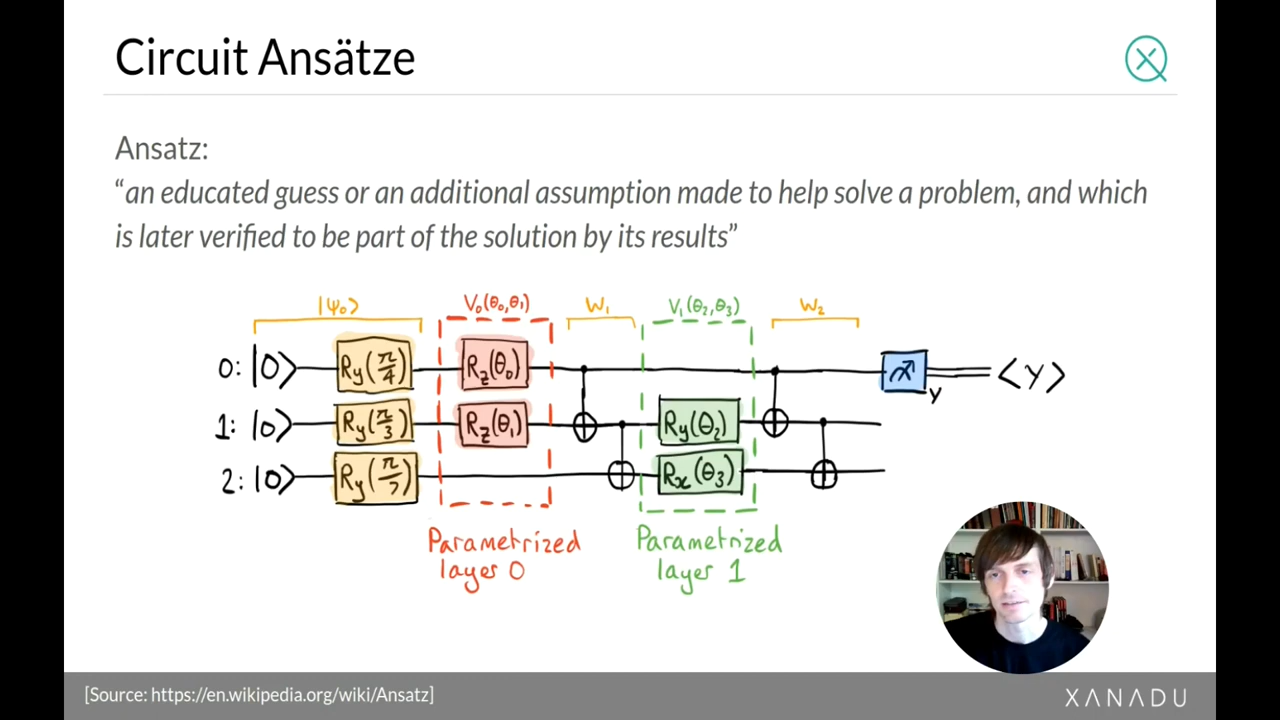 Circuit Ansätze
Ansatz:
“an educated guess or an additional assumption made to help solve a problem, and which
is later verified to be part of the solution by its results”
|ψ₀⟩ V₀(θ₀,θ₁) W₁ V₁(θ₂,θ₃) W₂
0: |0⟩ Ry(π/4) Rz(θ₀) Y ⟨Y⟩
1: |0⟩ Ry(π/3) Rz(θ₁) Ry(θ₂)
2: |0⟩ Ry(π/7) Rx(θ₃)
Parametrized Parametrized
layer 0 layer 1
[Source: https://en.wikipedia.org/wiki/Ansatz]
XANADU